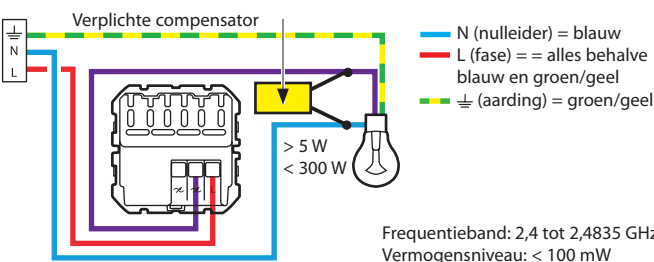 Verplichte compensator
N
L
L
> 5 W
< 300 W
N (nulleider) = blauw
L (fase) = = alles behalve
blauw en groen/geel
(aarding) = groen/geel
Frequentieband: 2,4 tot 2,4835 GHz
Vermogensniveau: < 100 mW